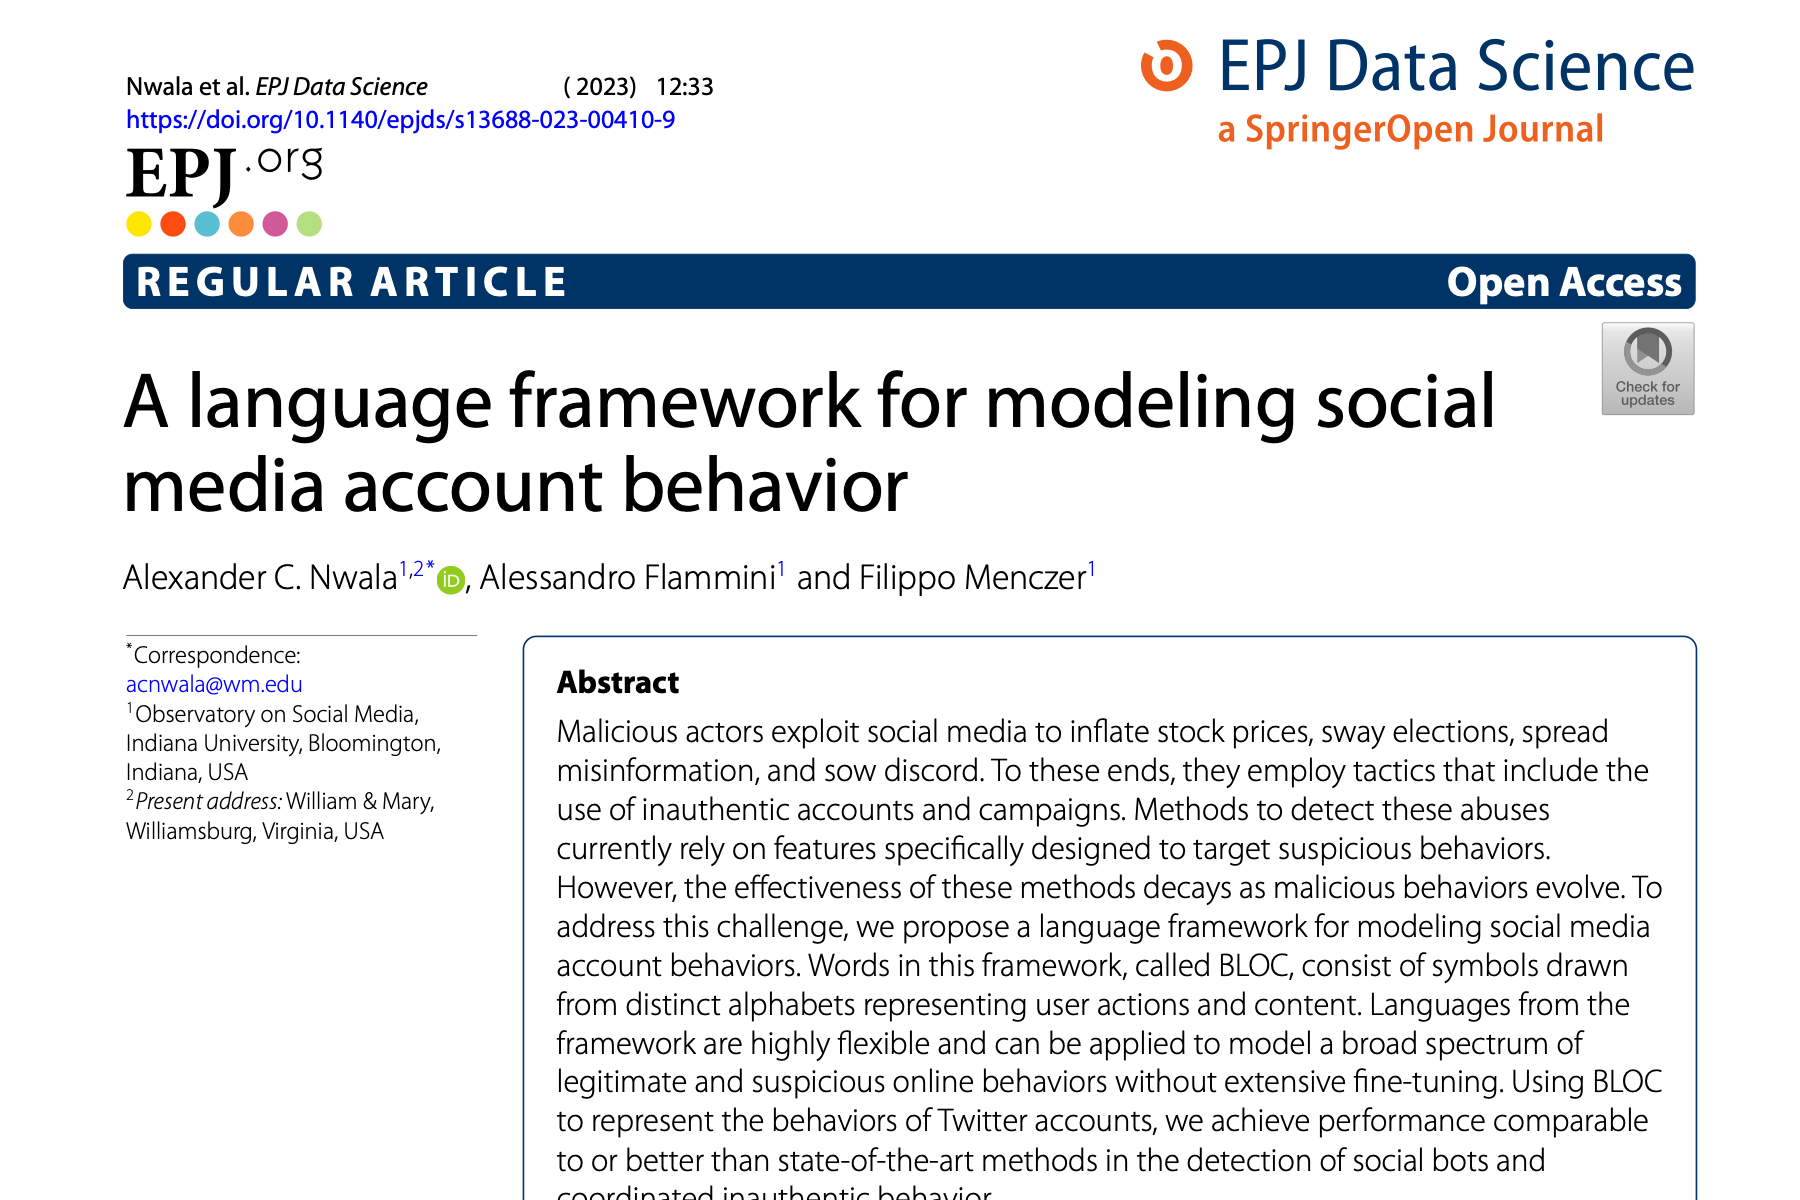 Nwala et al. EPJ Data Science (2023) 12:33
https://doi.org/10.1140/epjds/s13688-023-00410-9
EPJ.org
EPJ Data Science
a SpringerOpen Journal
REGULAR ARTICLE
Open Access
Check for
updates
A language framework for modeling social
media account behavior
Alexander C. Nwala1,2* iD, Alessandro Flammini1 and Filippo Menczer1
*Correspondence:
acnwala@wm.edu
1Observatory on Social Media,
Indiana University, Bloomington,
Indiana, USA
2Present address: William & Mary,
Williamsburg, Virginia, USA
Abstract
Malicious actors exploit social media to inflate stock prices, sway elections, spread
misinformation, and sow discord. To these ends, they employ tactics that include the
use of inauthentic accounts and campaigns. Methods to detect these abuses
currently rely on features specifically designed to target suspicious behaviors.
However, the effectiveness of these methods decays as malicious behaviors evolve. To
address this challenge, we propose a language framework for modeling social media
account behaviors. Words in this framework, called BLOC, consist of symbols drawn
from distinct alphabets representing user actions and content. Languages from the
framework are highly flexible and can be applied to model a broad spectrum of
legitimate and suspicious online behaviors without extensive fine-tuning. Using BLOC
to represent the behaviors of Twitter accounts, we achieve performance comparable
to or better than state-of-the-art methods in the detection of social bots and
coordinated inauthentic behavior.